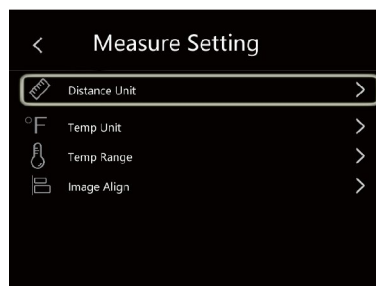 Measure Setting
Distance Unit
°F Temp Unit
Temp Range
Image Align